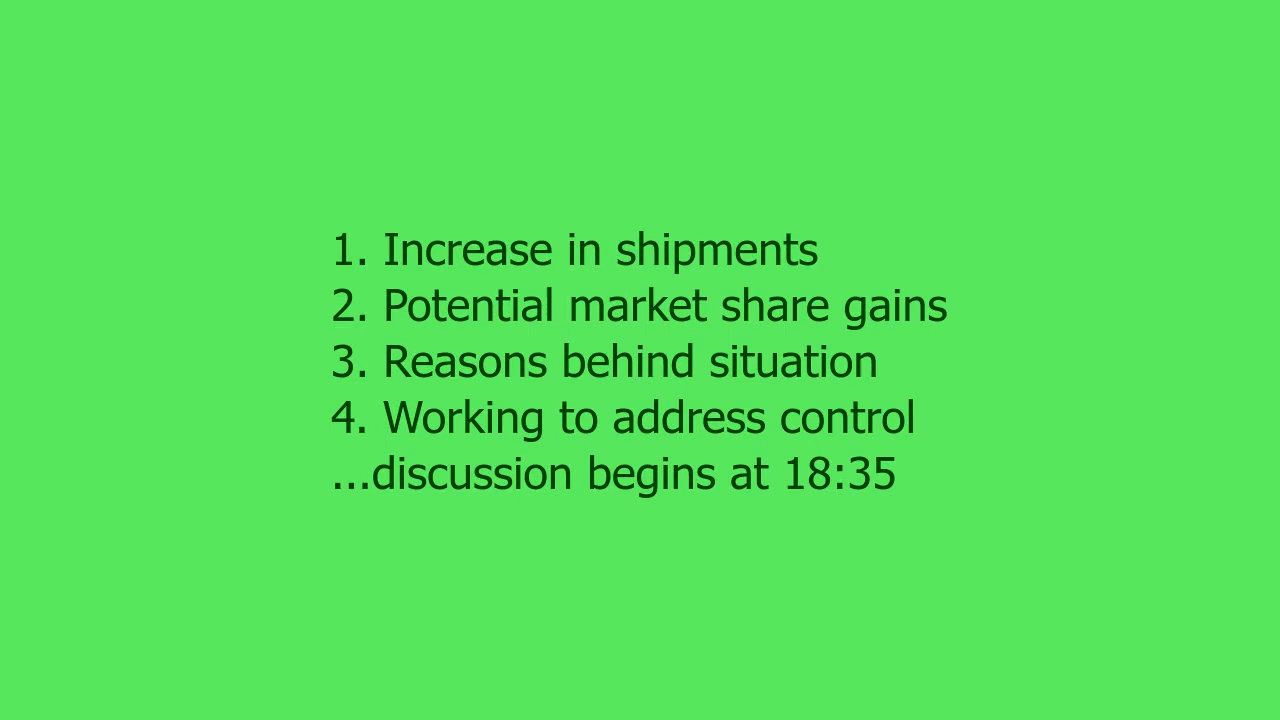 1. Increase in shipments
2. Potential market share gains
3. Reasons behind situation
4. Working to address control
...discussion begins at 18:35